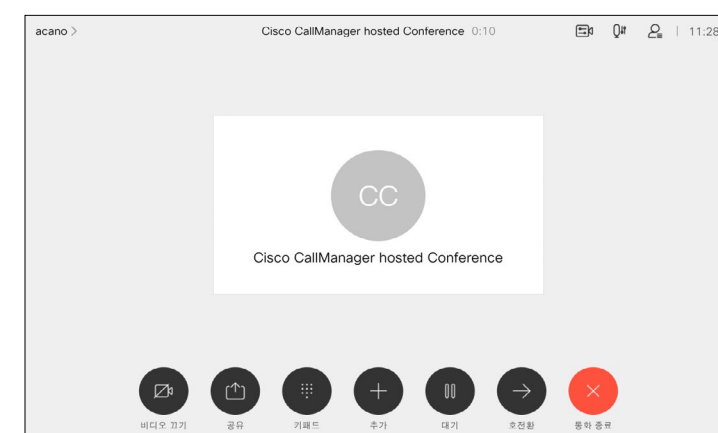 acano > Cisco CallManager hosted Conference 0:10 11:28
CC
Cisco CallManager hosted Conference
비디오 끄기 공유 키패드 추가 대기 호전환 통화 종료